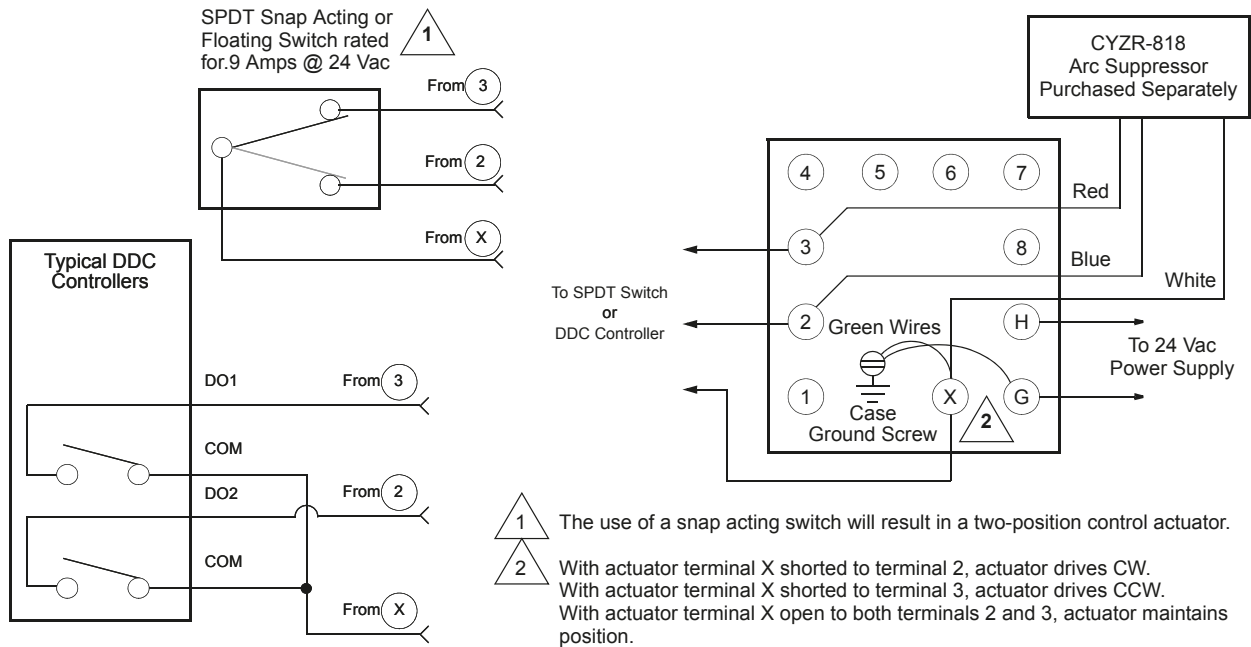 SPDT Snap Acting or
Floating Switch rated
for.9 Amps @ 24 Vac
1
From 3
From 2
From X
Typical DDC
Controllers
DO1
From 3
COM
DO2
From 2
COM
From X
CYZR-818
Arc Suppressor
Purchased Separately
4 5 6 7
Red
3
8
Blue
White
To SPDT Switch
or
DDC Controller
2
Green Wires
H
To 24 Vac
Power Supply
1
X
2
G
Case
Ground Screw
1 The use of a snap acting switch will result in a two-position control actuator.
2 With actuator terminal X shorted to terminal 2, actuator drives CW.
With actuator terminal X shorted to terminal 3, actuator drives CCW.
With actuator terminal X open to both terminals 2 and 3, actuator maintains
position.